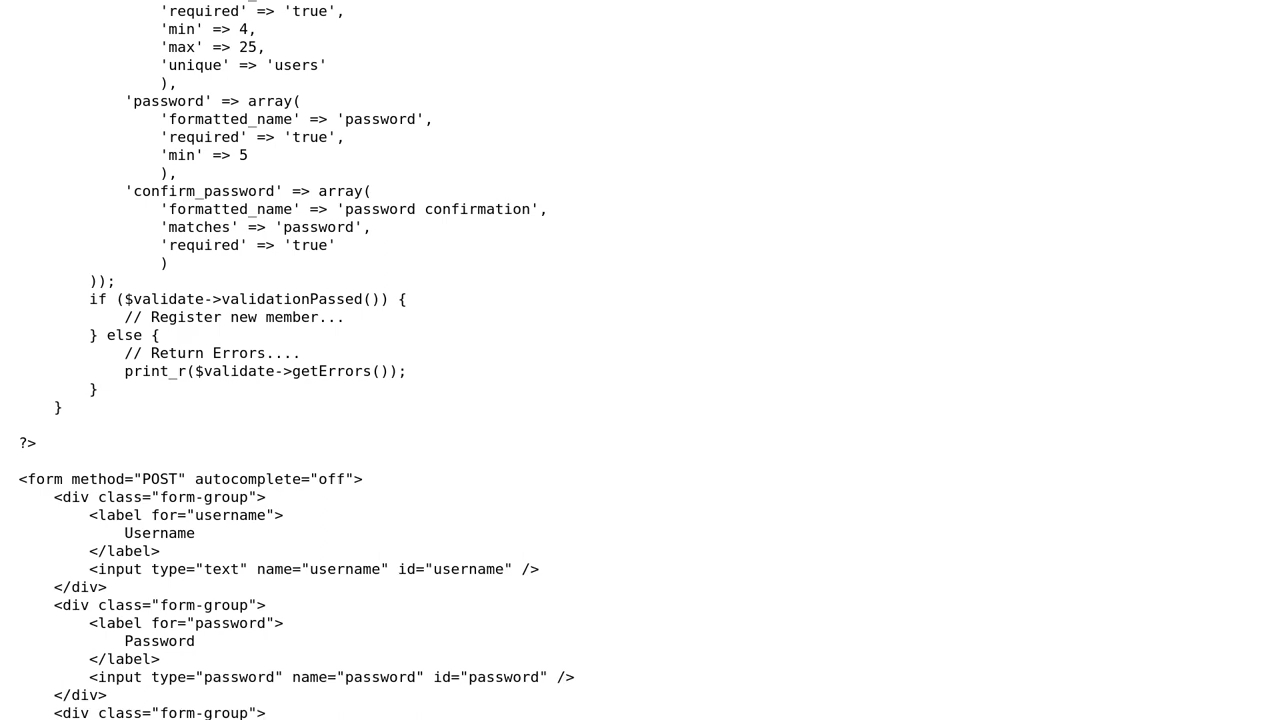 'required' => 'true',
                'min' => 4,
                'max' => 25,
                'unique' => 'users'
                ),
            'password' => array(
                'formatted_name' => 'password',
                'required' => 'true',
                'min' => 5
                ),
            'confirm_password' => array(
                'formatted_name' => 'password confirmation',
                'matches' => 'password',
                'required' => 'true'
                )
        ));
        if ($validate->validationPassed()) {
            // Register new member...
        } else {
            // Return Errors....
            print_r($validate->getErrors());
        }
    }

?>

<form method="POST" autocomplete="off">
    <div class="form-group">
        <label for="username">
            Username
        </label>
        <input type="text" name="username" id="username" />
    </div>
    <div class="form-group">
        <label for="password">
            Password
        </label>
        <input type="password" name="password" id="password" />
    </div>
    <div class="form-group">